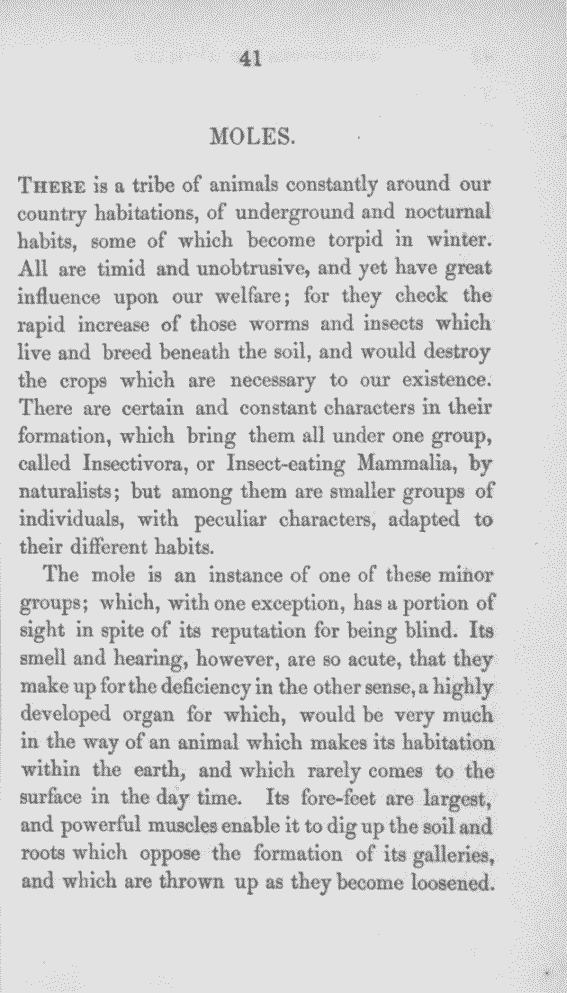 41
MOLES.
THERE is a tribe of animals constantly around our
country habitations, of underground and nocturnal
habits, some of which become torpid in winter.
All are timid and unobtrusive, and yet have great
influence upon our welfare; for they check the
rapid increase of those worms and insects which
live and breed beneath the soil, and would destroy
the crops which are necessary to our existence.
There are certain and constant characters in their
formation, which bring them all under one group,
called Insectivora, or Insect-eating Mammalia, by
naturalists; but among them are smaller groups of
individuals, with peculiar characters, adapted to
their different habits.
The mole is an instance of one of these minor
groups; which, with one exception, has a portion of
sight in spite of its reputation for being blind. Its
smell and hearing, however, are so acute, that they
make up for the deficiency in the other sense, a highly
developed organ for which, would be very much
in the way of an animal which makes its habitation
within the earth, and which rarely comes to the
surface in the day time. Its fore-feet are largest,
and powerful muscles enable it to dig up the soil and
roots which oppose the formation of its galleries,
and which are thrown up as they become loosened.